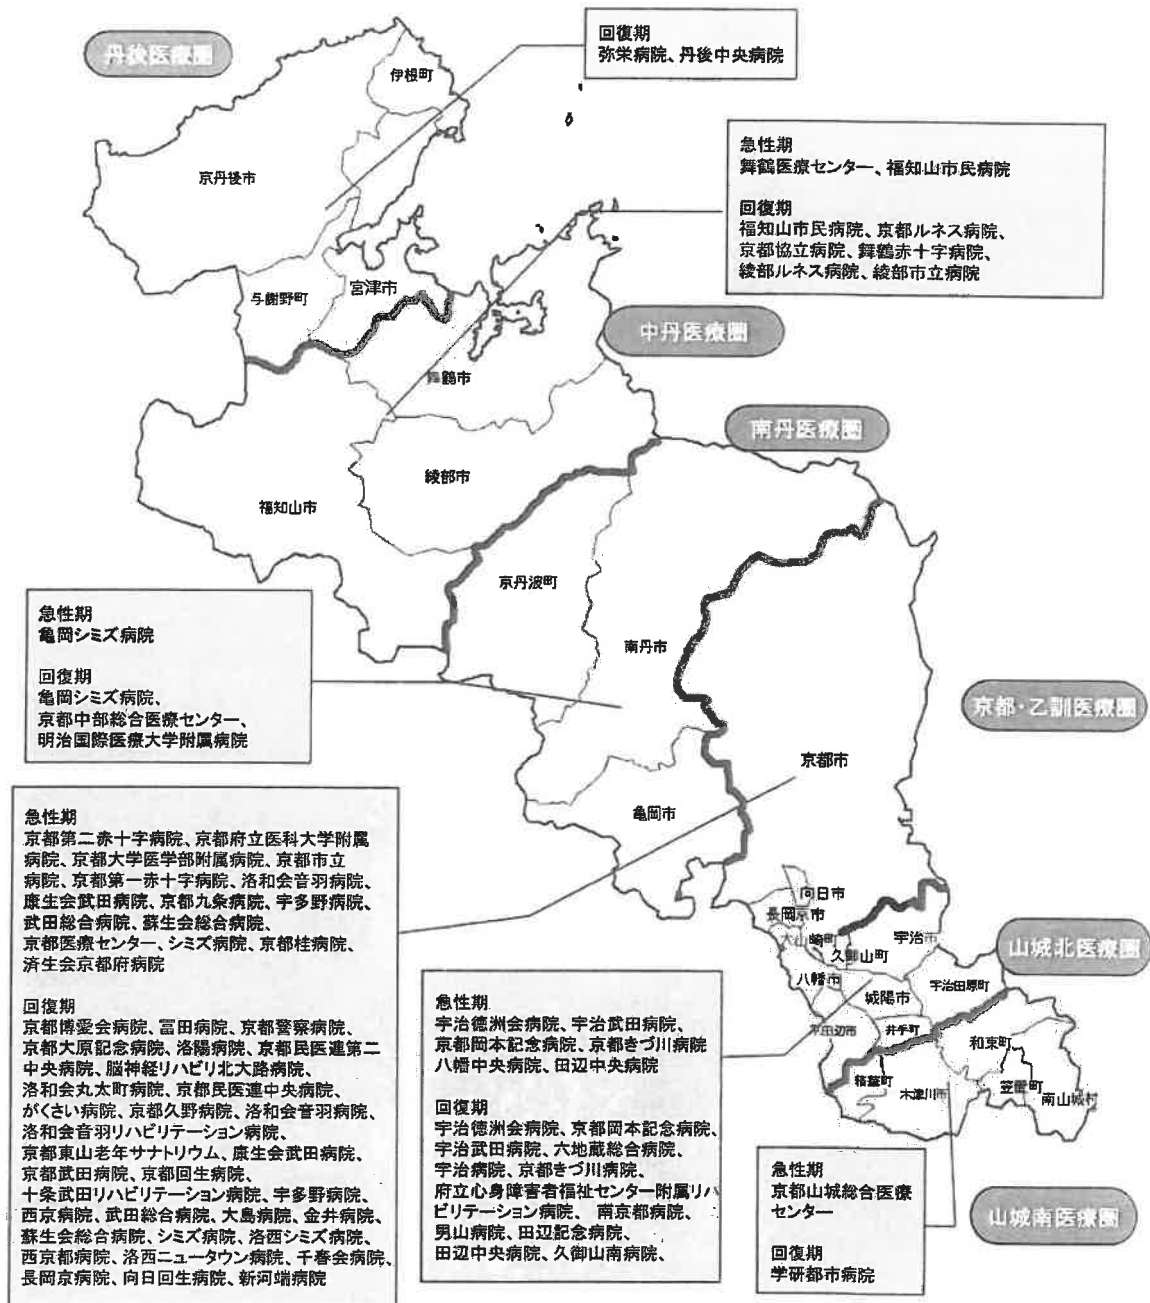 丹後医療圏
回復期
弥栄病院、丹後中央病院
伊根町
京丹後市
急性期
舞鶴医療センター、福知山市民病院
回復期
福知山市民病院、京都ルネス病院、
京都協立病院、舞鶴赤十字病院、
綾部ルネス病院、綾部市立病院
与謝野町
宮津市
中丹医療圏
舞鶴市
南丹医療圏
綾部市
福知山市
京丹波町
急性期
亀岡シミズ病院
回復期
亀岡シミズ病院、
京都中部総合医療センター、
明治国際医療大学附属病院
南丹市
京都・乙訓医療圏
京都市
亀岡市
急性期
京都第二赤十字病院、京都府立医科大学附属
病院、京都大学医学部附属病院、京都市立
病院、京都第一赤十字病院、洛和会音羽病院、
康生会武田病院、京都九条病院、宇多野病院、
武田総合病院、蘇生会総合病院、
京都医療センター、シミズ病院、京都桂病院、
済生会京都府病院
回復期
京都博愛会病院、冨田病院、京都警察病院、
京都大原記念病院、洛陽病院、京都民医連第二
中央病院、脳神経リハビリ北大路病院、
洛和会丸太町病院、京都民医連中央病院、
がくさい病院、京都久野病院、洛和会音羽病院、
洛和会音羽リハビリテーション病院、
京都東山老年サナトリウム、康生会武田病院、
京都武田病院、京都回生病院、
十条武田リハビリテーション病院、宇多野病院、
西京病院、武田総合病院、大島病院、金井病院、
蘇生会総合病院、シミズ病院、洛西シミズ病院、
西京都病院、洛西ニュータウン病院、千春会病院、
長岡京病院、向日回生病院、新河端病院
向日市
長岡京市
大山崎町
久御山町
宇治市
山城北医療圏
八幡市
城陽市
宇治田原町
京田辺市
井手町
和束町
精華町
木津川市
笠置町
南山城村
急性期
宇治徳洲会病院、宇治武田病院、
京都岡本記念病院、京都きづ川病院
八幡中央病院、田辺中央病院
回復期
宇治徳洲会病院、京都岡本記念病院、
宇治武田病院、六地蔵総合病院、
宇治病院、京都きづ川病院、
府立心身障害者福祉センター附属リハ
ビリテーション病院、南京都病院、
男山病院、田辺記念病院、
田辺中央病院、久御山南病院、
急性期
京都山城総合医療
センター
回復期
学研都市病院
山城南医療圏